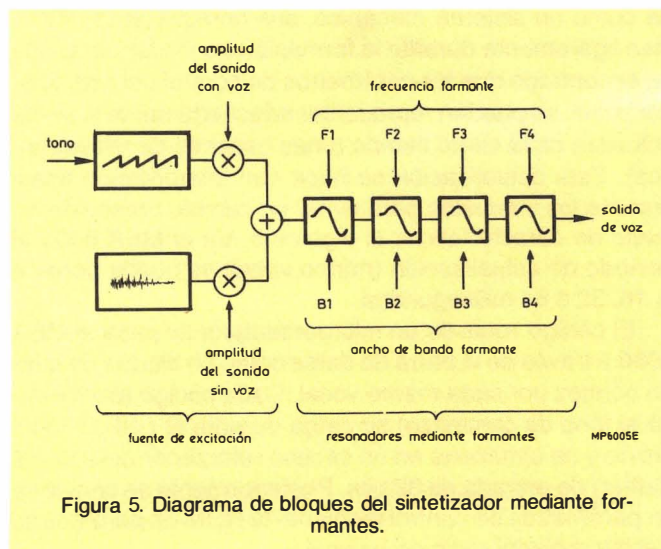 amplitud
del sonido
con voz
frecuencia formante
F1 F2 F3 F4
tono
salida
de voz
B1 B2 B3 B4
amplitud
del sonido
sin voz
ancho de banda formante
fuente de excitación
resonadores mediante formantes
MP6005E
Figura 5. Diagrama de bloques del sintetizador mediante for-
mantes.